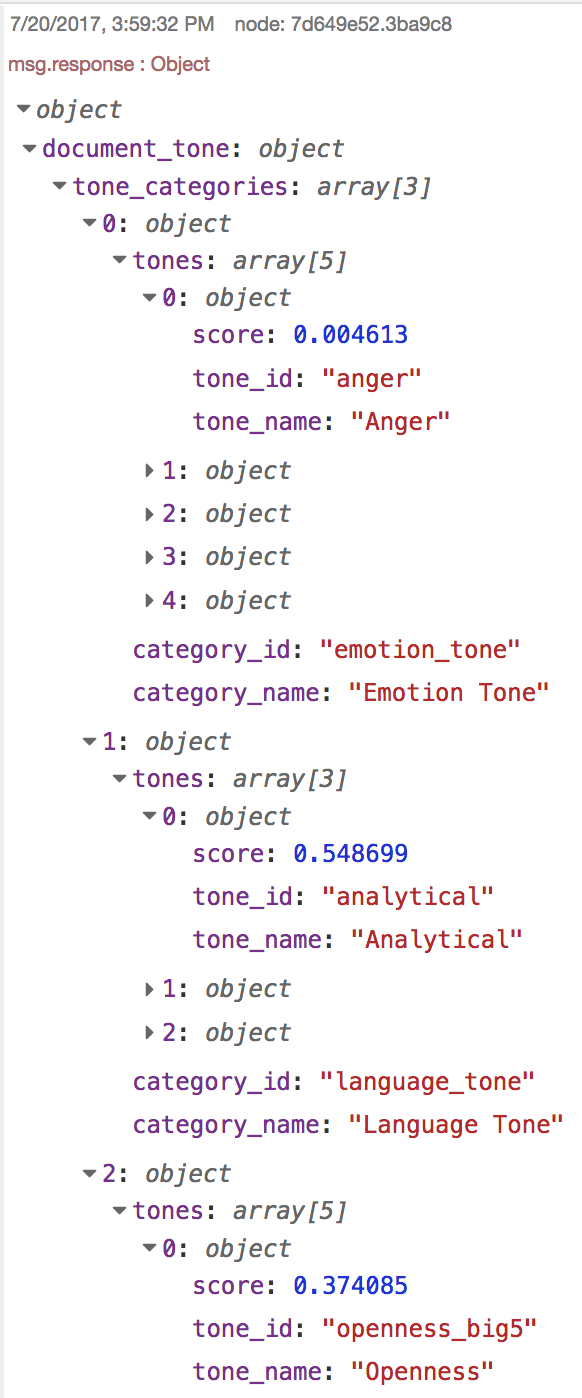 7/20/2017, 3:59:32 PM node: 7d649e52.3ba9c8
msg.response : Object
object
document_tone: object
tone_categories: array[3]
0: object
tones: array[5]
0: object
score: 0.004613
tone_id: "anger"
tone_name: "Anger"
1: object
2: object
3: object
4: object
category_id: "emotion_tone"
category_name: "Emotion Tone"
1: object
tones: array[3]
0: object
score: 0.548699
tone_id: "analytical"
tone_name: "Analytical"
1: object
2: object
category_id: "language_tone"
category_name: "Language Tone"
2: object
tones: array[5]
0: object
score: 0.374085
tone_id: "openness_big5"
tone_name: "Openness"